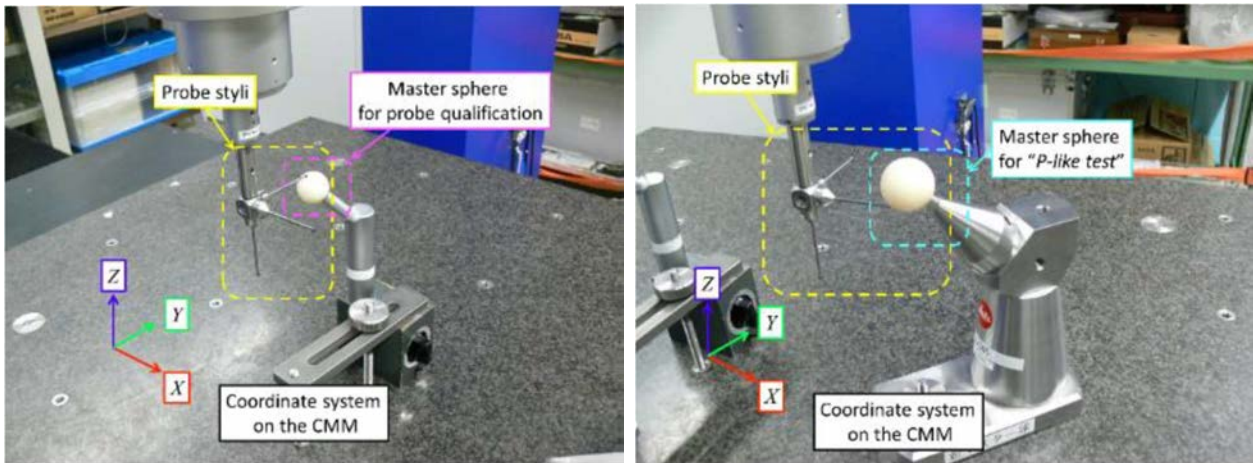 Probe styli
Master sphere
for probe qualification
Z
Y
X
Coordinate system
on the CMM
Probe styli
Master sphere
for "P-like test"
Z
Y
X
Coordinate system
on the CMM